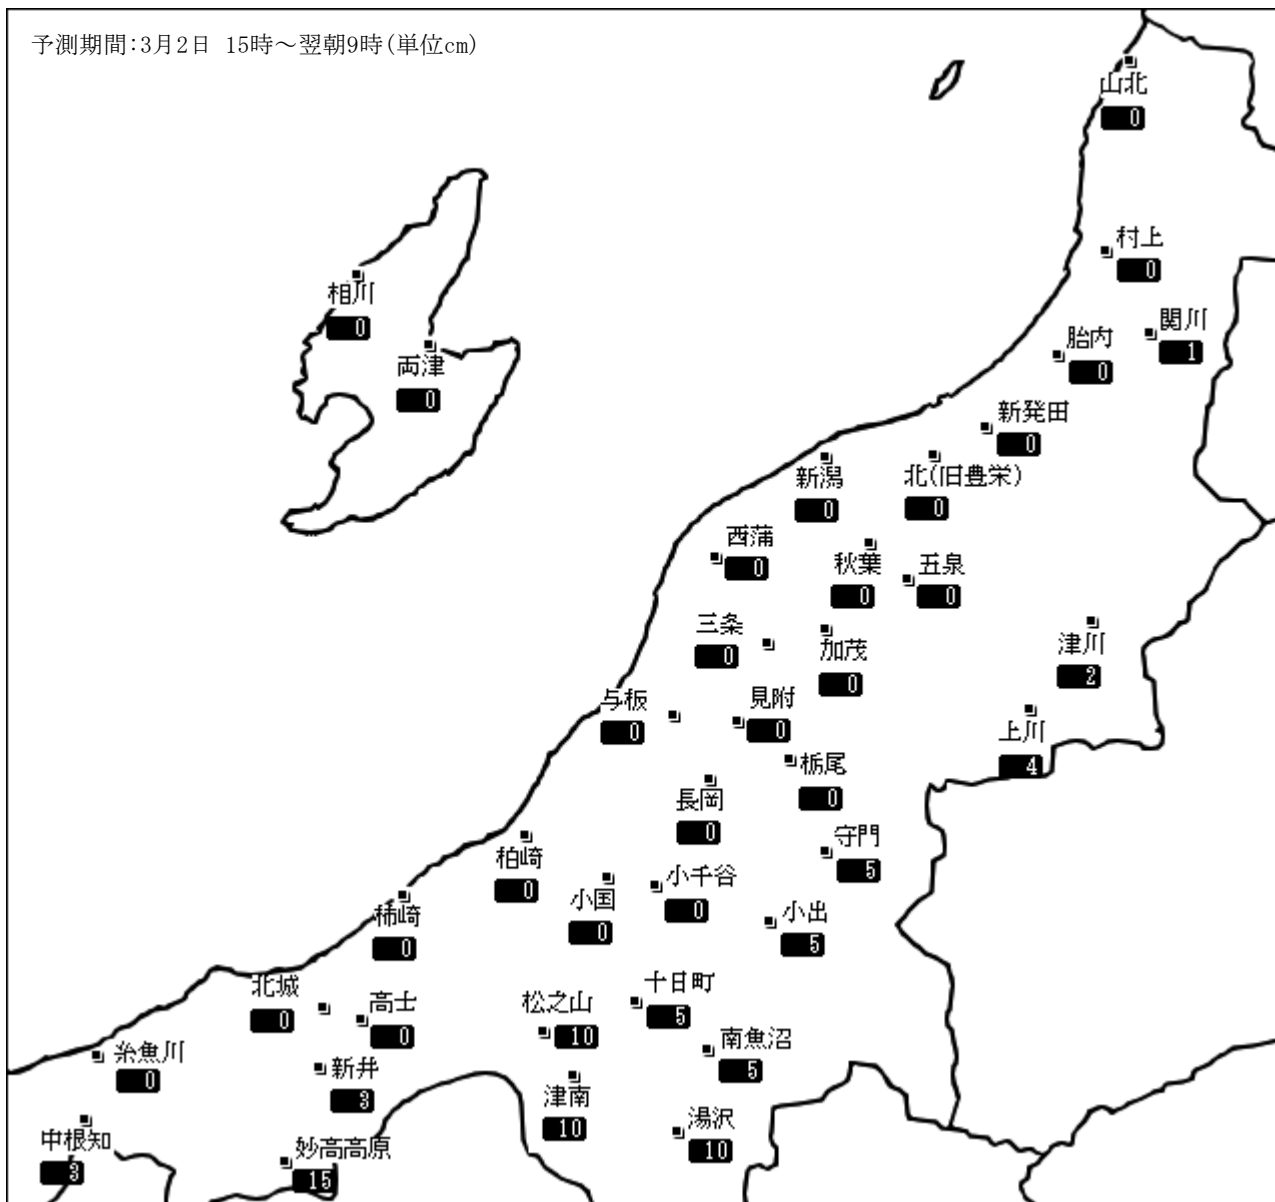 予測期間:3月2日 15時～翌朝9時(単位cm)
山北
0
村上
0
相川
0
関川
1
胎内
0
両津
0
新発田
0
新潟
0
北(旧豊栄)
0
西蒲
0
秋葉
0
五泉
0
三条
0
加茂
0
津川
2
与板
0
見附
0
上川
4
栃尾
0
長岡
0
守門
5
柏崎
0
小国
0
小千谷
0
小出
5
柿崎
0
北城
0
高士
0
松之山
10
十日町
5
南魚沼
5
糸魚川
0
新井
3
津南
10
湯沢
10
中根知
3
妙高高原
15